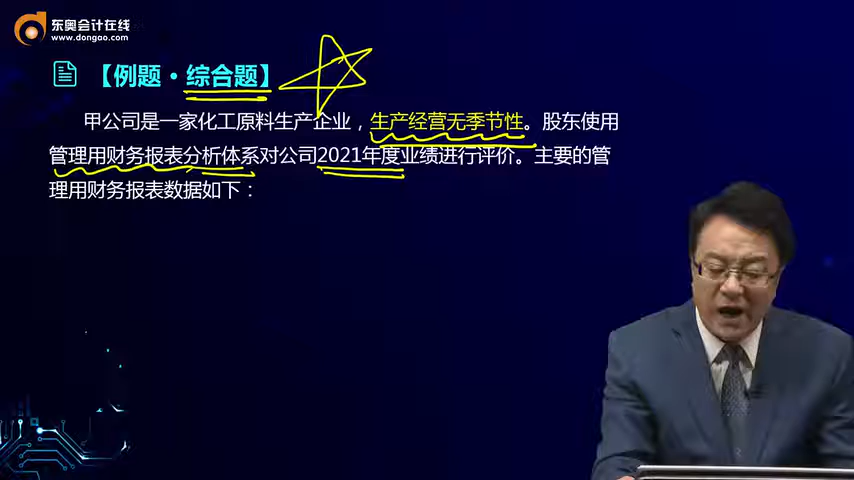 东奥会计在线
www.dongao.com
【例题·综合题】
甲公司是一家化工原料生产企业，生产经营无季节性。股东使用
管理用财务报表分析体系对公司2021年度业绩进行评价。主要的管
理用财务报表数据如下：